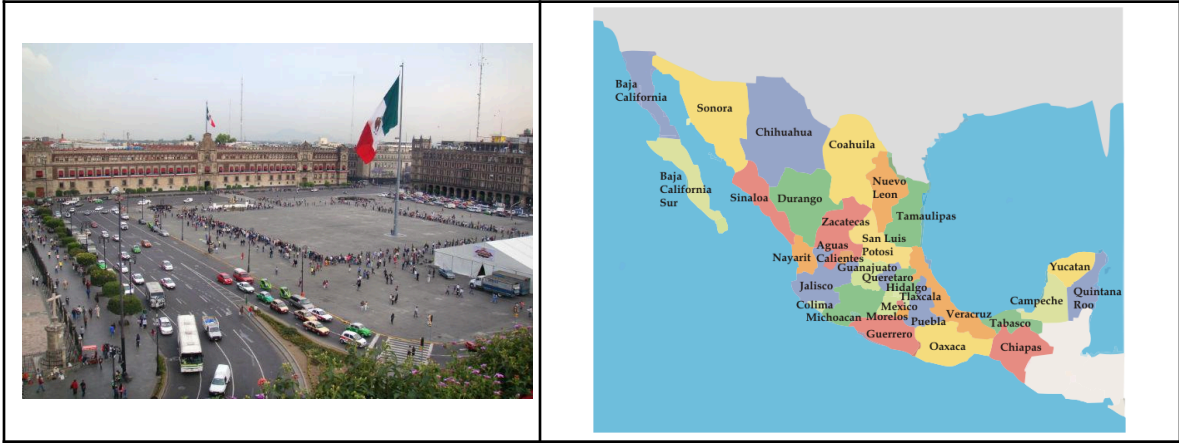 Baja
California
Sonora
Chihuahua
Coahuila
Baja
California
Sur
Sinaloa
Durango
Nuevo
Leon
Tamaulipas
Zacatecas
San Luis
Potosi
Nayarit
Aguas
Calientes
Guanajuato
Queretaro
Hidalgo
Jalisco
Tlaxcala
Mexico
Colima
Michoacan
Morelos
Puebla
Veracruz
Guerrero
Oaxaca
Tabasco
Chiapas
Campeche
Yucatan
Quintana
Roo